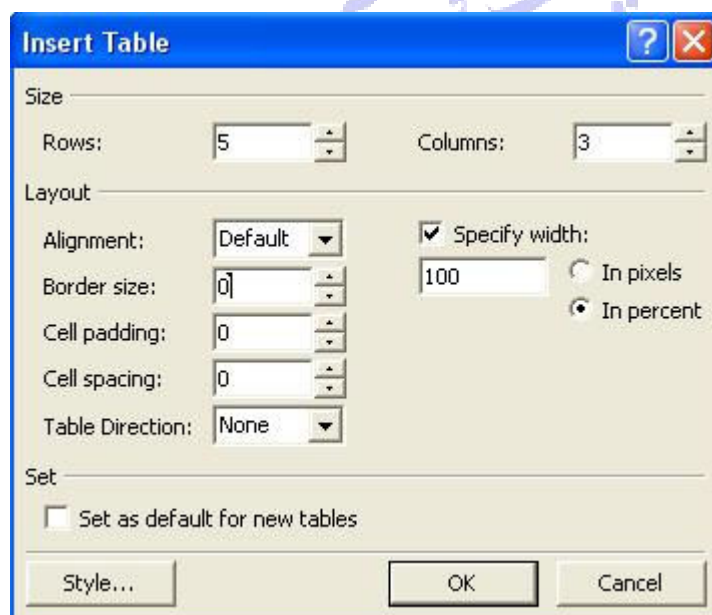 Insert Table
Size
Rows: 5 Columns: 3
Layout
Alignment: Default Specify width:
Border size: 0 100 In pixels
In percent
Cell padding: 0
Cell spacing: 0
Table Direction: None
Set
Set as default for new tables
Style... OK Cancel